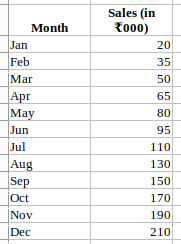 Month Sales (in ₹000)
Jan 20
Feb 35
Mar 50
Apr 65
May 80
Jun 95
Jul 110
Aug 130
Sep 150
Oct 170
Nov 190
Dec 210